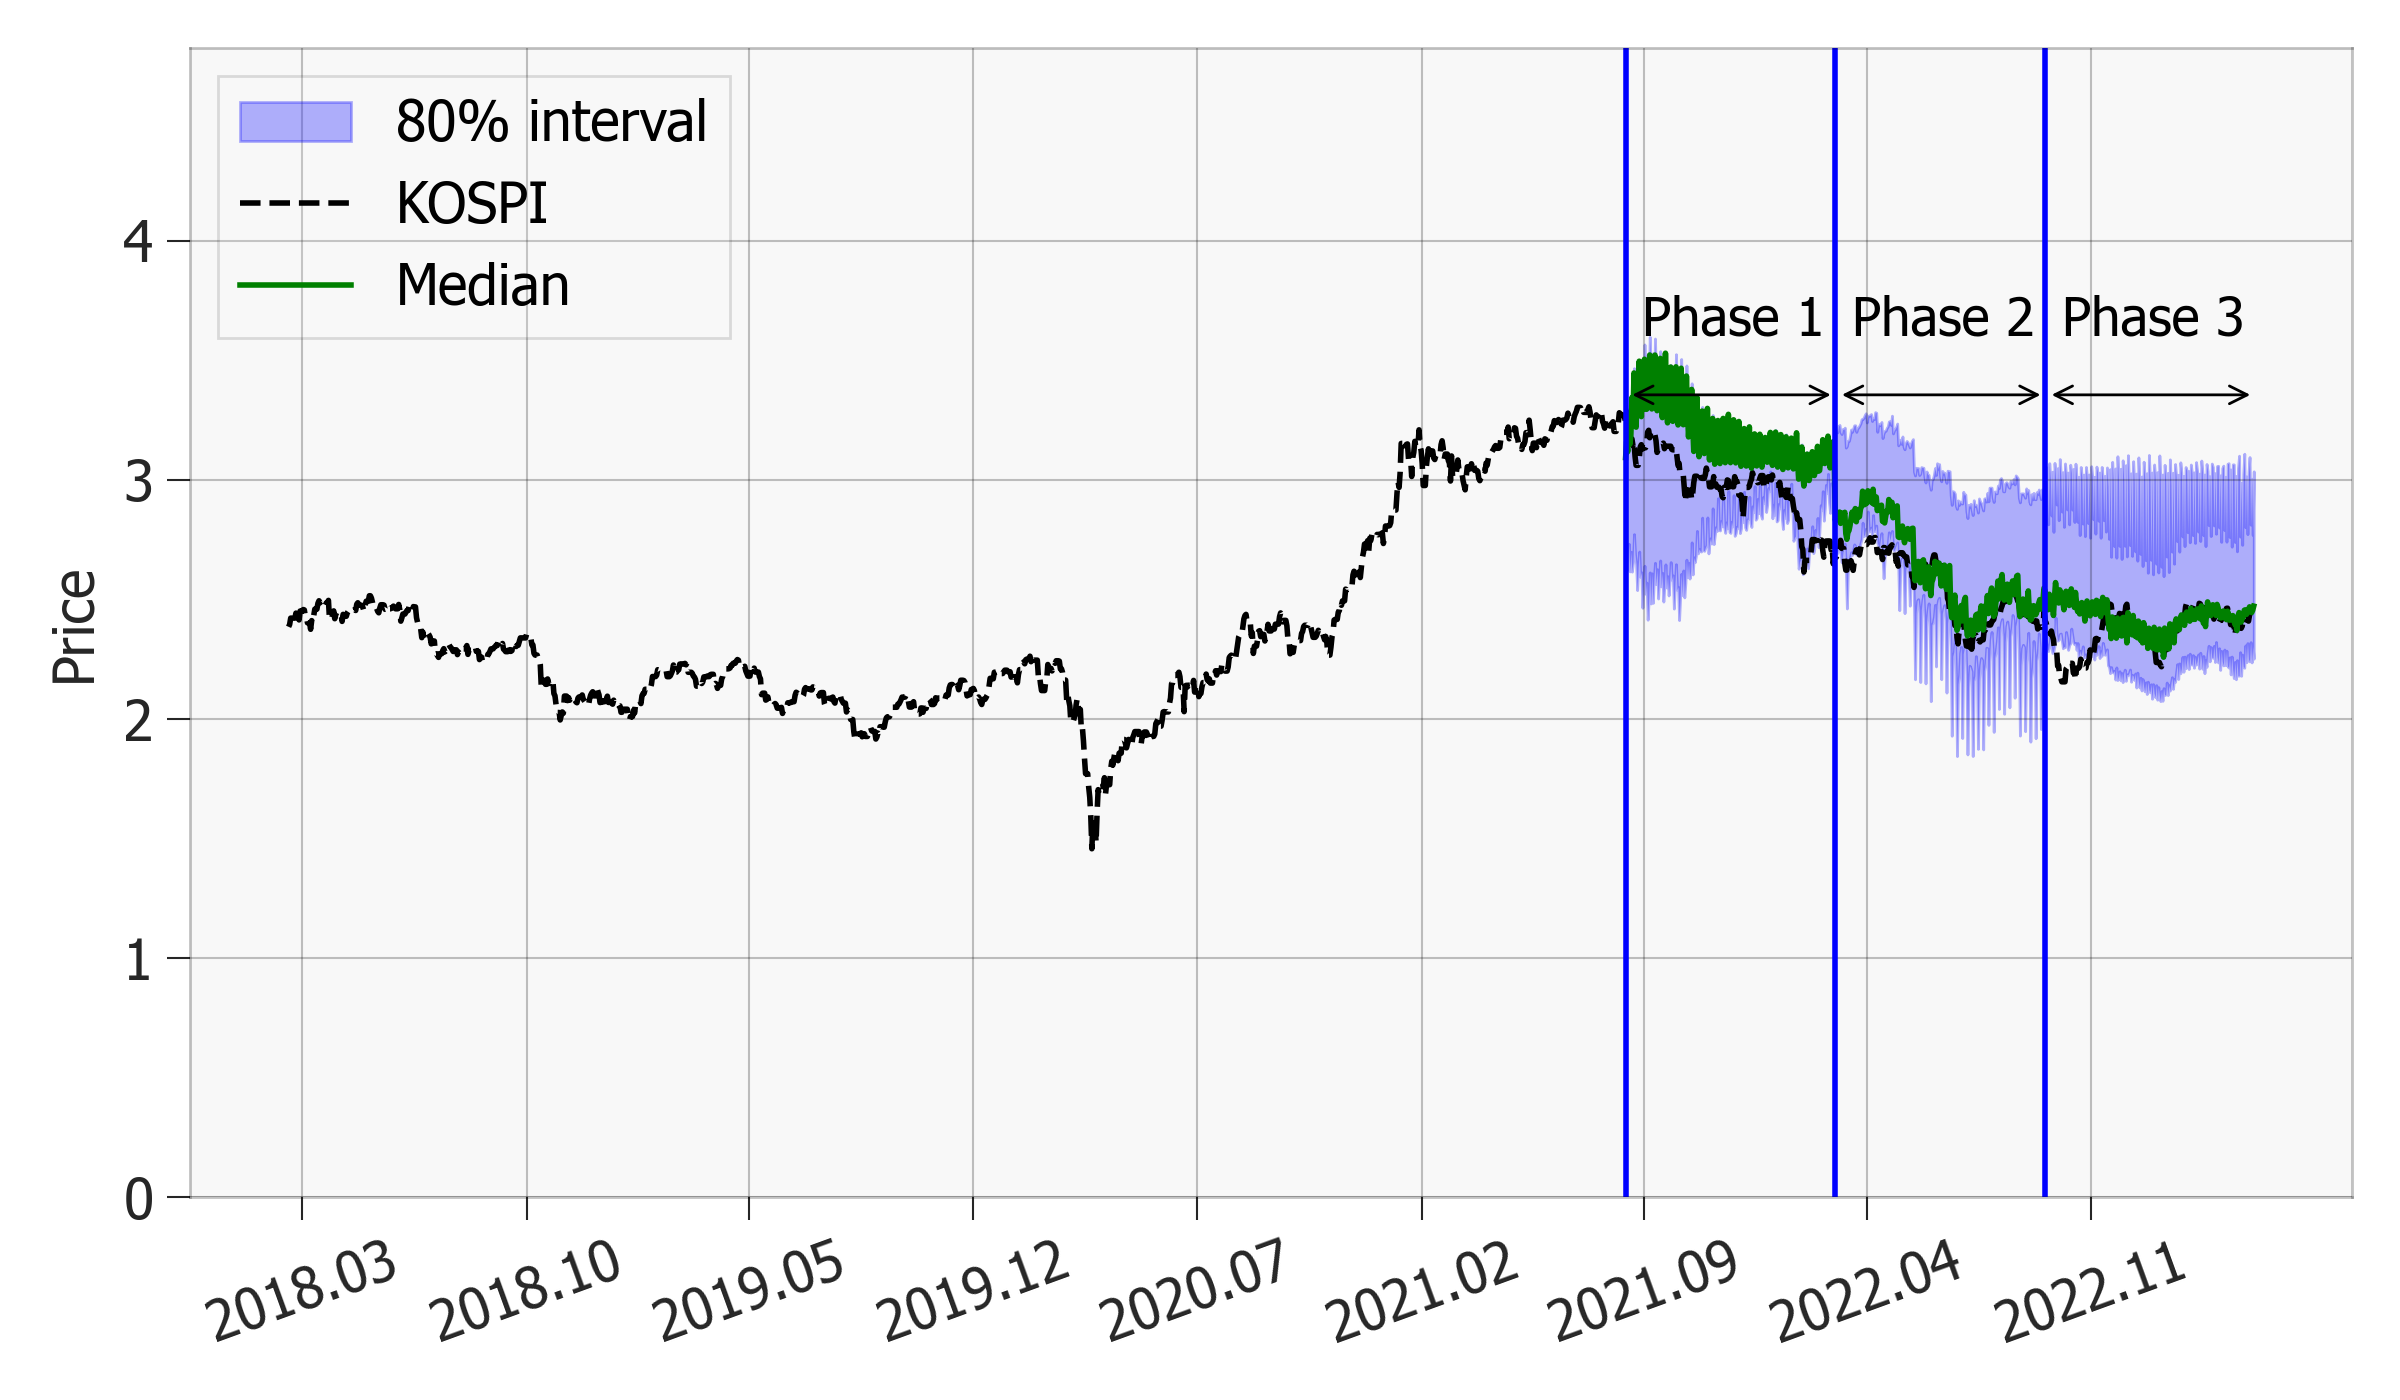 80% interval
KOSPI
Median
Phase 1
Phase 2
Phase 3
Price
4
3
2
1
0
2018.03
2018.10
2019.05
2019.12
2020.07
2021.02
2021.09
2022.04
2022.11